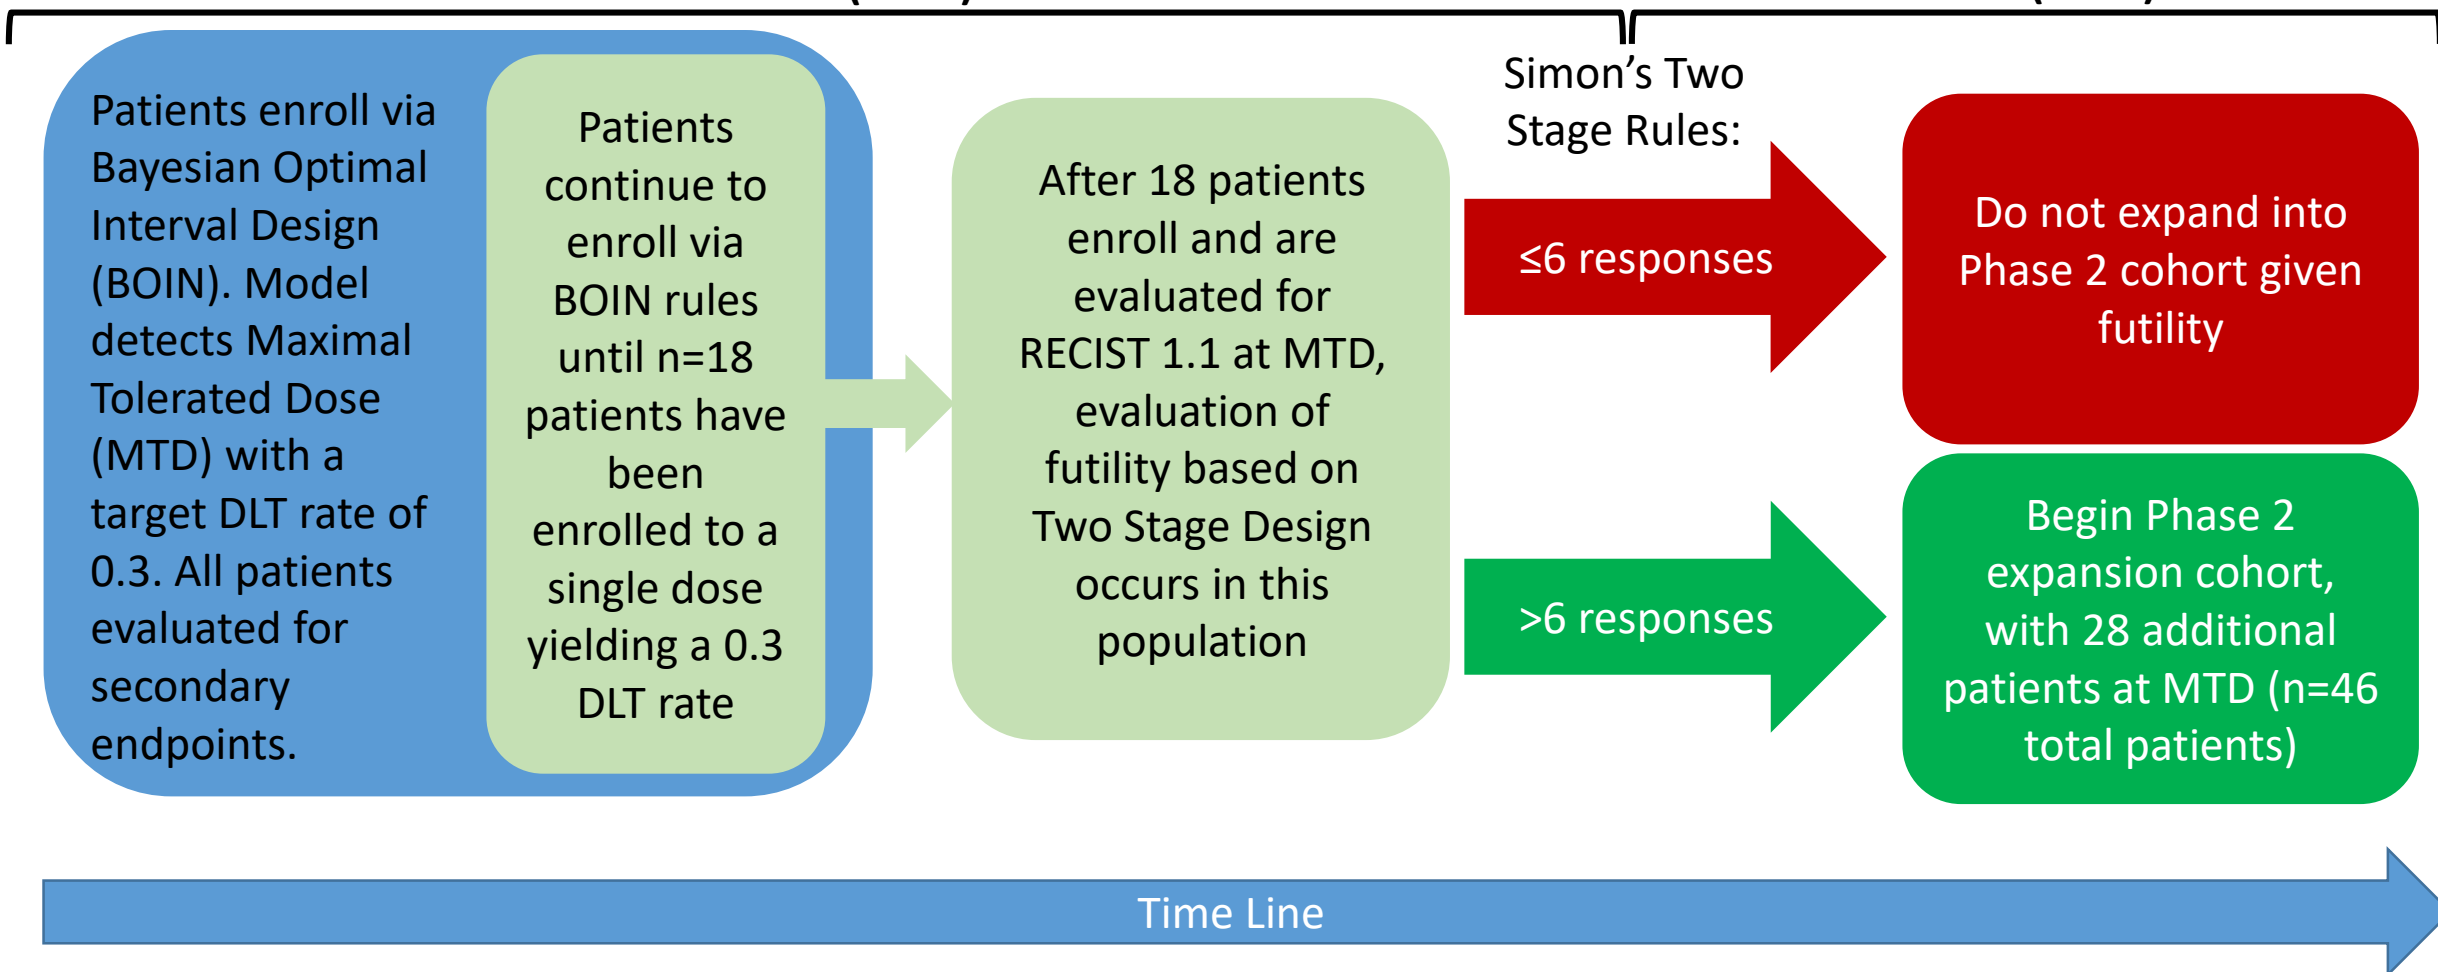 Patients enroll via
Bayesian Optimal
Interval Design
(BOIN). Model
detects Maximal
Tolerated Dose
(MTD) with a
target DLT rate of
0.3. All patients
evaluated for
secondary
endpoints.
Patients
continue to
enroll via
BOIN rules
until n=18
patients have
been
enrolled to a
single dose
yielding a 0.3
DLT rate
After 18 patients
enroll and are
evaluated for
RECIST 1.1 at MTD,
evaluation of
futility based on
Two Stage Design
occurs in this
population
Simon’s Two
Stage Rules:
≤6 responses
>6 responses
Do not expand into
Phase 2 cohort given
futility
Begin Phase 2
expansion cohort,
with 28 additional
patients at MTD (n=46
total patients)
Time Line